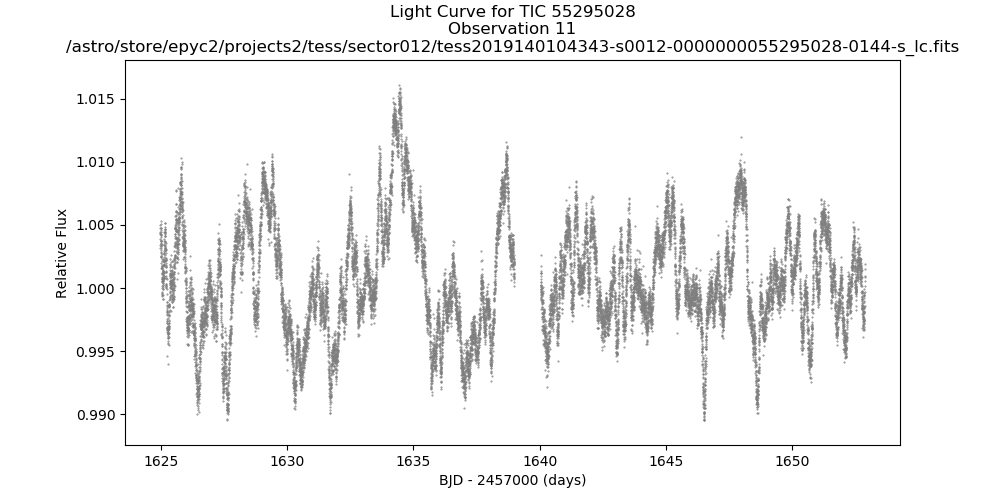 Light Curve for TIC 55295028
Observation 11
/astro/store/epyc2/projects2/tess/sector012/tess2019140104343-s0012-0000000055295028-0144-s_lc.fits
1.015
1.010
1.005
1.000
0.995
0.990
Relative Flux
1625 1630 1635 1640 1645 1650
BJD - 2457000 (days)